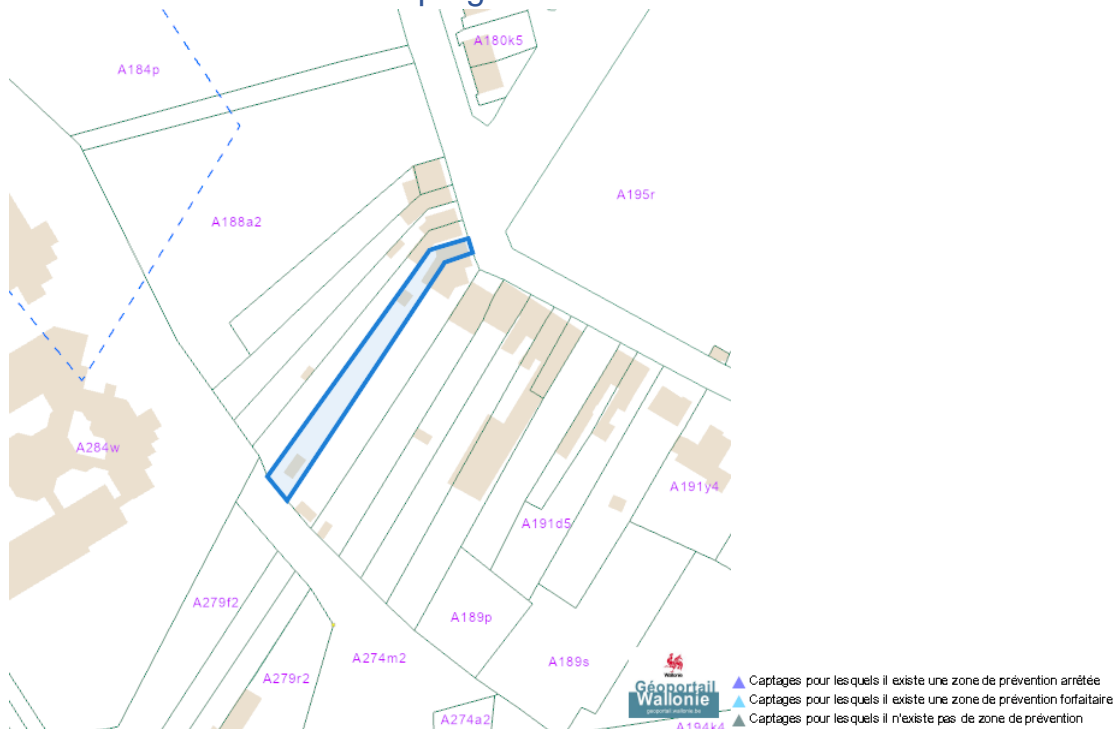 A180k5
A184p
A195r
A188a2
A284w
A191y4
A191d5
A279f2
A189p
A274m2
A189s
A279r2
A274a2
A194k4
Wallonie
Géoportail
Wallonie
geoportail.wallonie.be
Captages pour lesquels il existe une zone de prévention arrêtée
Captages pour lesquels il existe une zone de prévention forfaitaire
Captages pour lesquels il n'existe pas de zone de prévention